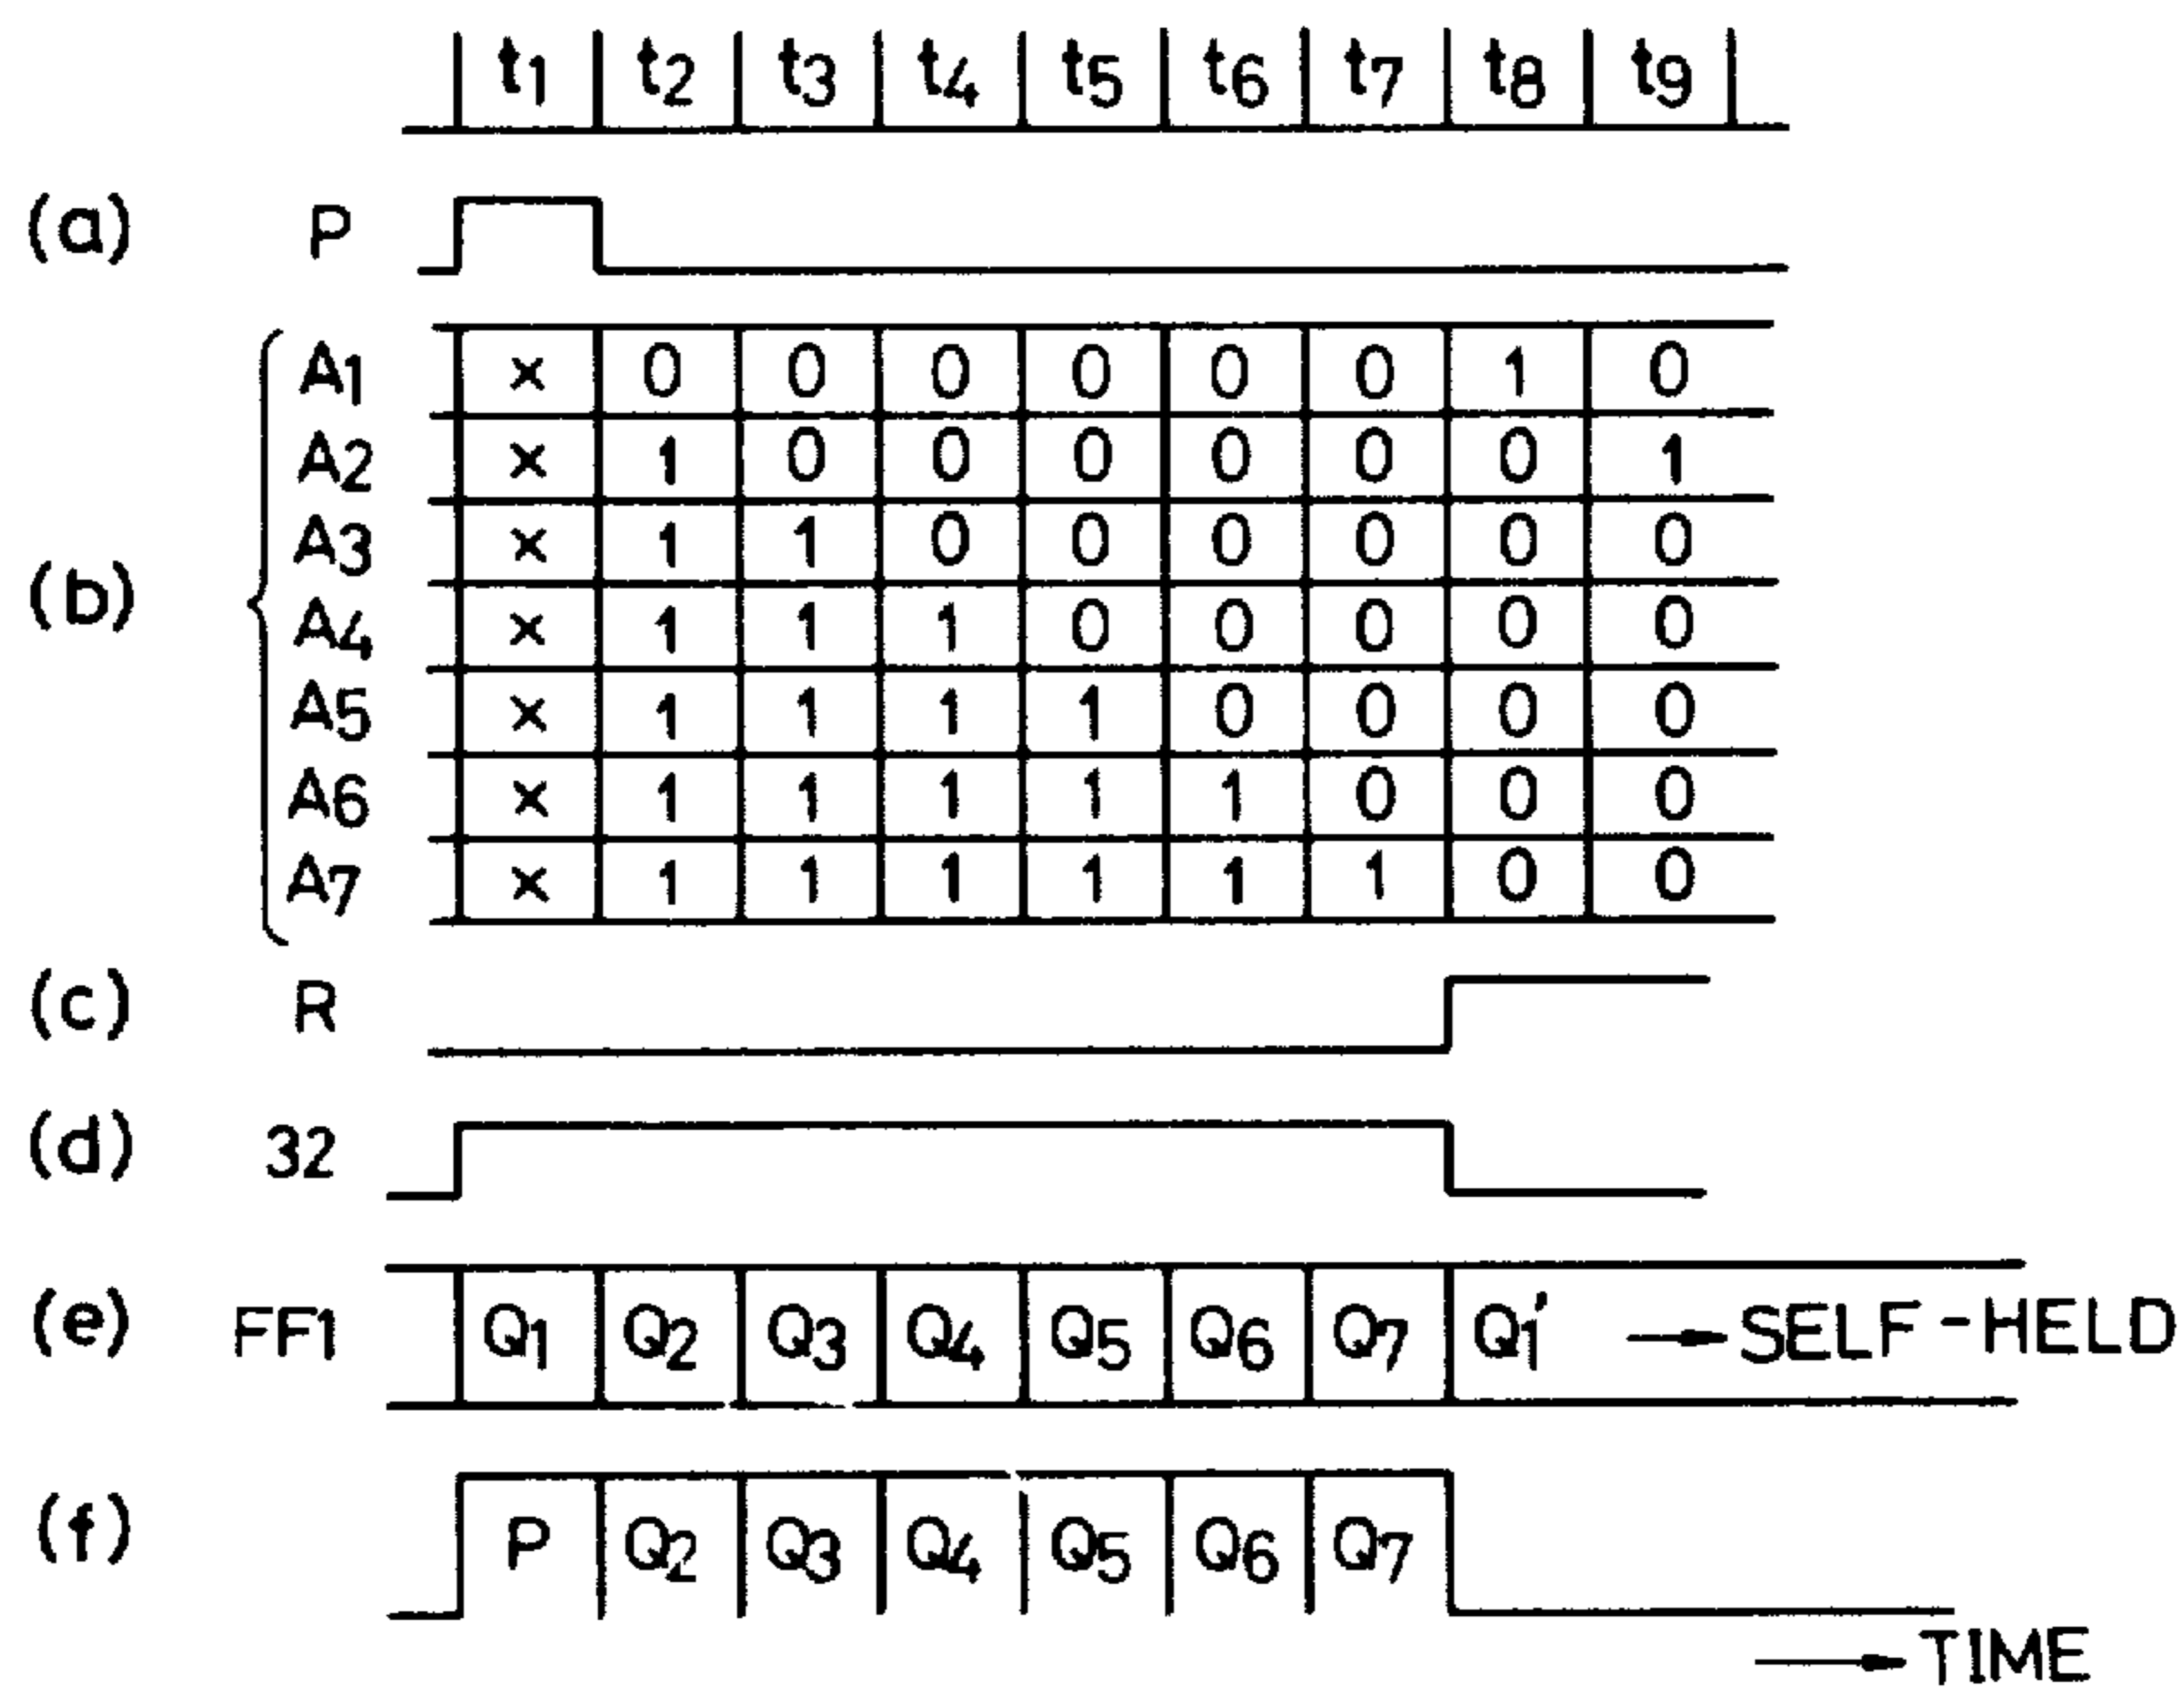 t1 t2 t3 t4 t5 t6 t7 t8 t9
(a) P
(b)
A1 × 0 0 0 0 0 0 1 0
A2 × 1 0 0 0 0 0 0 1
A3 × 1 1 0 0 0 0 0 0
A4 × 1 1 1 0 0 0 0 0
A5 × 1 1 1 1 0 0 0 0
A6 × 1 1 1 1 1 0 0 0
A7 × 1 1 1 1 1 1 0 0
(c) R
(d) 32
(e) FF1 Q1 Q2 Q3 Q4 Q5 Q6 Q7 Q1' → SELF-HELD
(f) P Q2 Q3 Q4 Q5 Q6 Q7
→ TIME